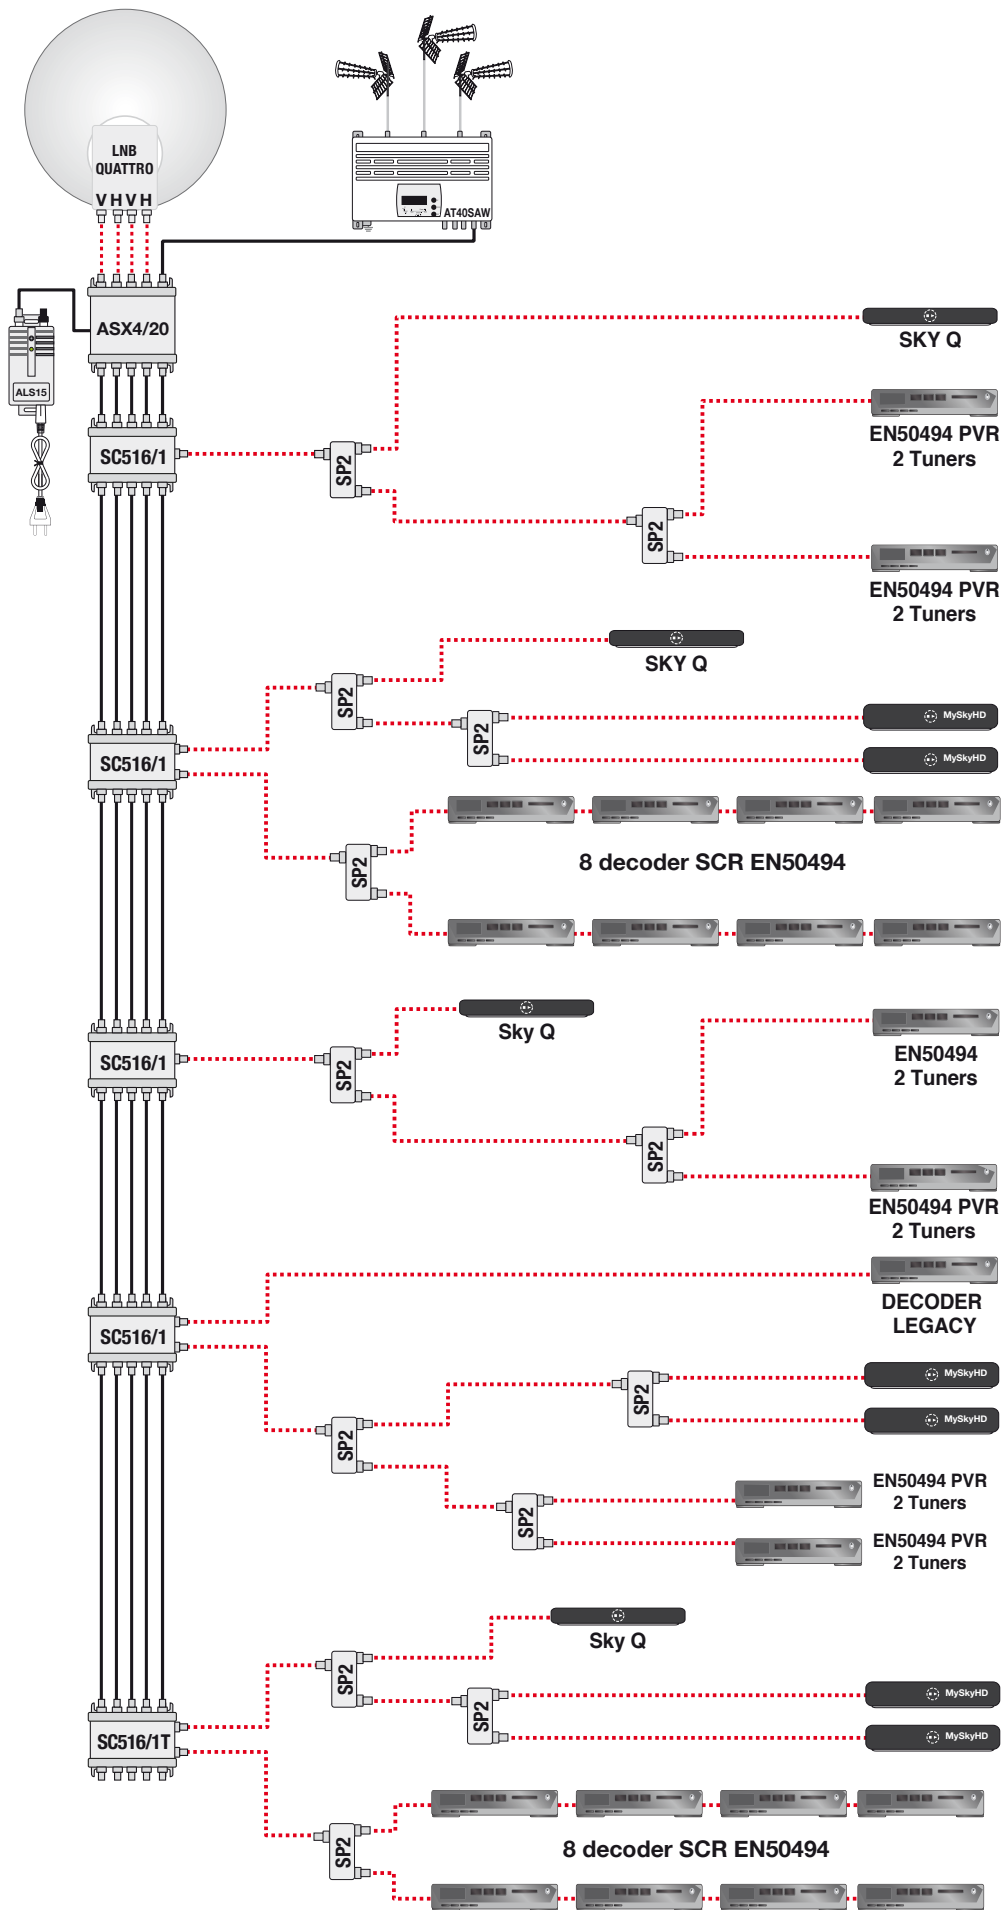 LNB
QUATTRO
V H V H
AT40SAW
ASX4/20
ALS15
SKY Q
EN50494 PVR
2 Tuners
SC516/1
SP2
SP2
EN50494 PVR
2 Tuners
SKY Q
SP2
SP2
MySkyHD
MySkyHD
SC516/1
SP2
8 decoder SCR EN50494
Sky Q
SC516/1
SP2
EN50494
2 Tuners
SP2
EN50494 PVR
2 Tuners
DECODER
LEGACY
SC516/1
SP2
MySkyHD
MySkyHD
SP2
SP2
EN50494 PVR
2 Tuners
EN50494 PVR
2 Tuners
Sky Q
SP2
SP2
MySkyHD
MySkyHD
SC516/1T
SP2
8 decoder SCR EN50494